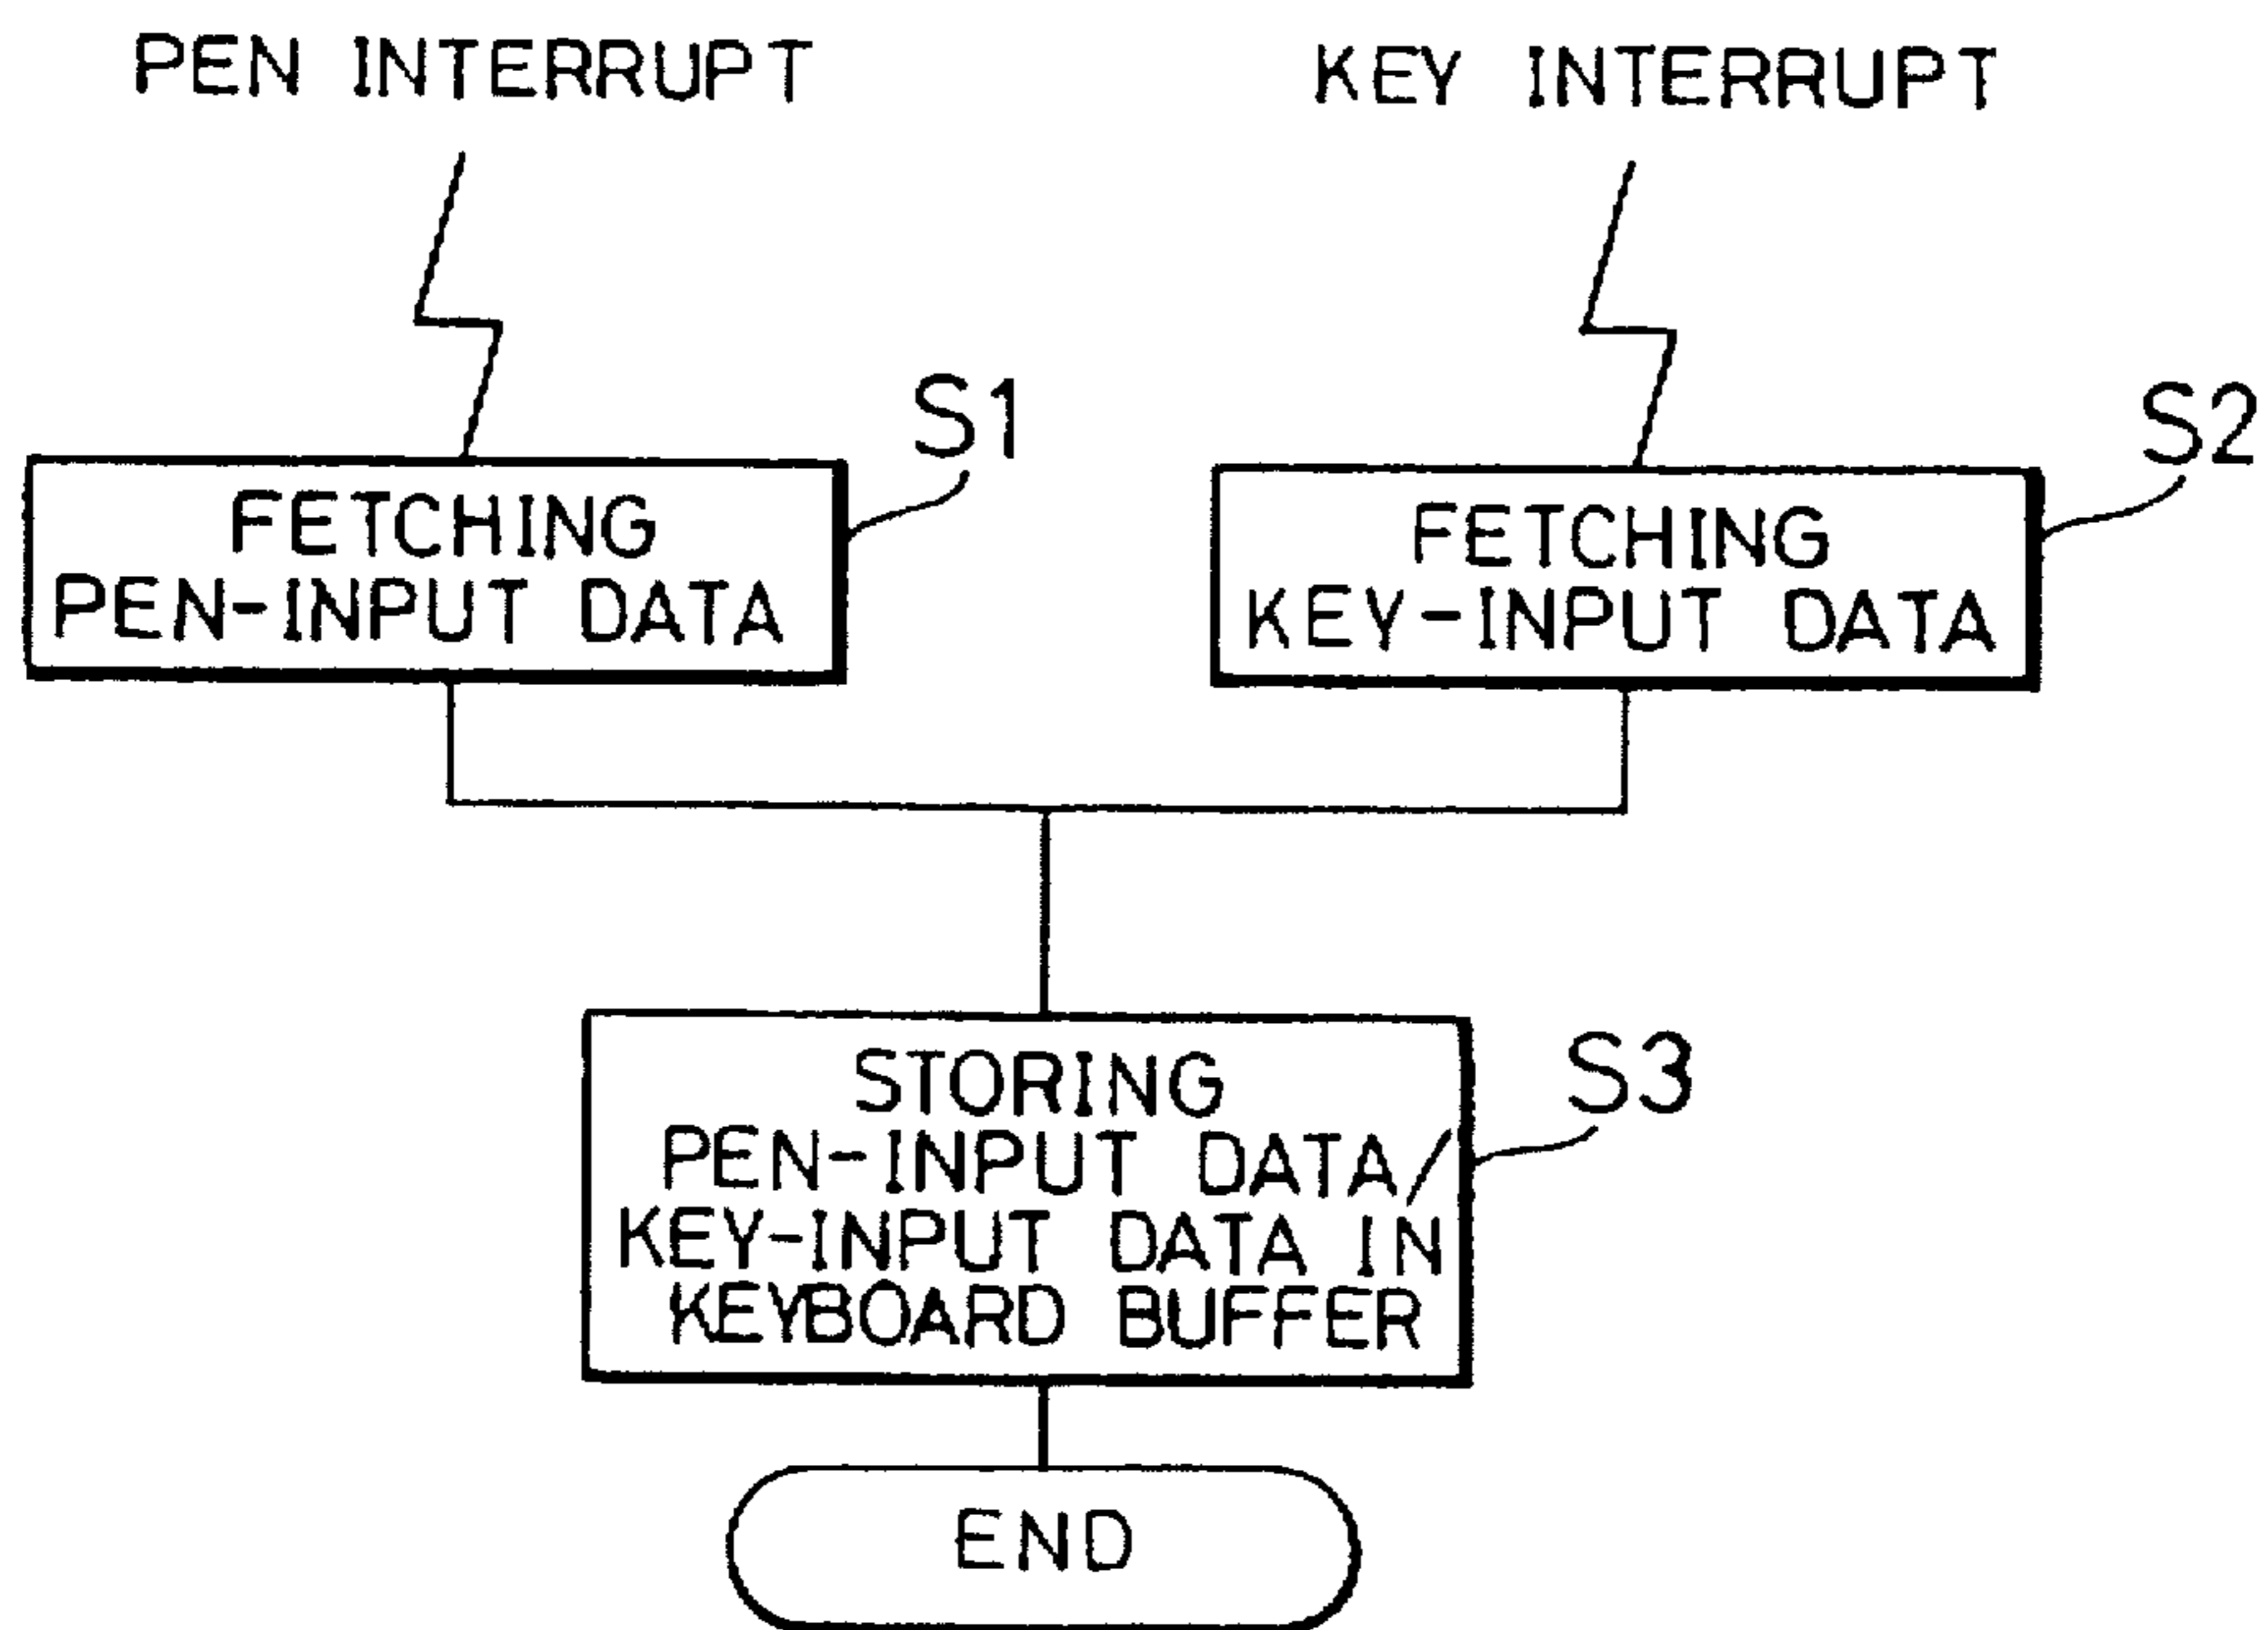 PEN INTERRUPT
KEY INTERRUPT
S1
S2
FETCHING
PEN-INPUT DATA
FETCHING
KEY-INPUT DATA
S3
STORING
PEN-INPUT DATA/
KEY-INPUT DATA IN
KEYBOARD BUFFER
END